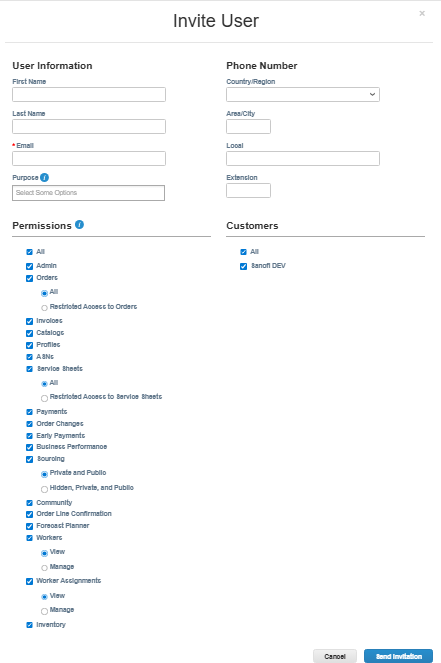 Invite User
×
User Information
First Name
Last Name
* Email
Purpose i
Select Some Options
Phone Number
Country/Region
Area/City
Local
Extension
Permissions i
All
Admin
Orders
All
Restricted Access to Orders
Invoices
Catalogs
Profiles
ASNs
Service Sheets
All
Restricted Access to Service Sheets
Payments
Order Changes
Early Payments
Business Performance
Sourcing
Private and Public
Hidden, Private, and Public
Community
Order Line Confirmation
Forecast Planner
Workers
View
Manage
Worker Assignments
View
Manage
Inventory
Customers
All
Sanofi DEV
Cancel
Send Invitation